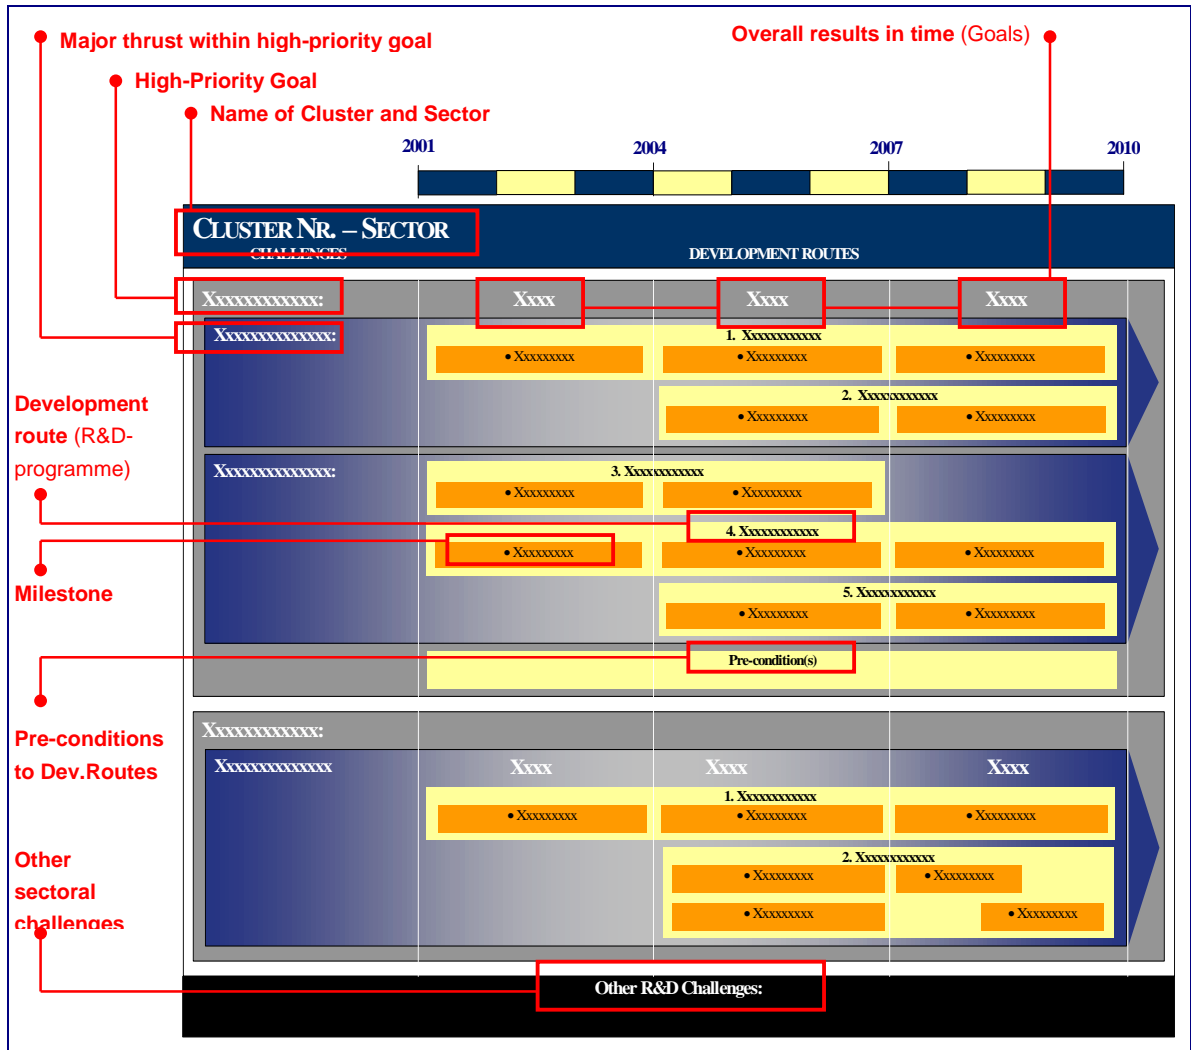 Major thrust within high-priority goal
Overall results in time (Goals)
High-Priority Goal
Name of Cluster and Sector
2001 2004 2007 2010
CLUSTER NR. – SECTOR
CHALLENGES DEVELOPMENT ROUTES
Xxxxxxxxxxxx: Xxxx Xxxx Xxxx
Xxxxxxxxxxxxx: 1. Xxxxxxxxxxxx
• Xxxxxxxxx • Xxxxxxxxx • Xxxxxxxxx
2. Xxxxxxxxxxxx
• Xxxxxxxxx • Xxxxxxxxx
Development
route (R&D-
programme)
Xxxxxxxxxxxxx: 3. Xxxxxxxxxxxx
• Xxxxxxxxx • Xxxxxxxxx
4. Xxxxxxxxxxxx
• Xxxxxxxxx • Xxxxxxxxx • Xxxxxxxxx
Milestone
5. Xxxxxxxxxxxx
• Xxxxxxxxx • Xxxxxxxxx
Pre-condition(s)
Pre-conditions
to Dev.Routes
Xxxxxxxxxxxx:
Xxxxxxxxxxxxx Xxxx Xxxx Xxxx
1. Xxxxxxxxxxxx
• Xxxxxxxxx • Xxxxxxxxx • Xxxxxxxxx
2. Xxxxxxxxxxxx
• Xxxxxxxxx • Xxxxxxxxx
• Xxxxxxxxx • Xxxxxxxxx
Other
sectoral
challenges
Other R&D Challenges: